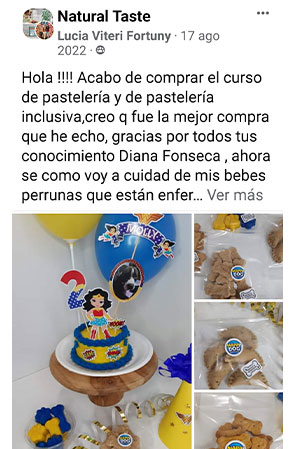 Natural Taste
Lucia Viteri Fortuny · 17 ago
2022 ·
Hola !!!! Acabo de comprar el curso
de pastelería y de pastelería
inclusiva,creo q fue la mejor compra
que he echo, gracias por todos tus
conocimiento Diana Fonseca , ahora
se como voy a cuidad de mis bebes
perrunas que están enfer... Ver más
MOLLY
2